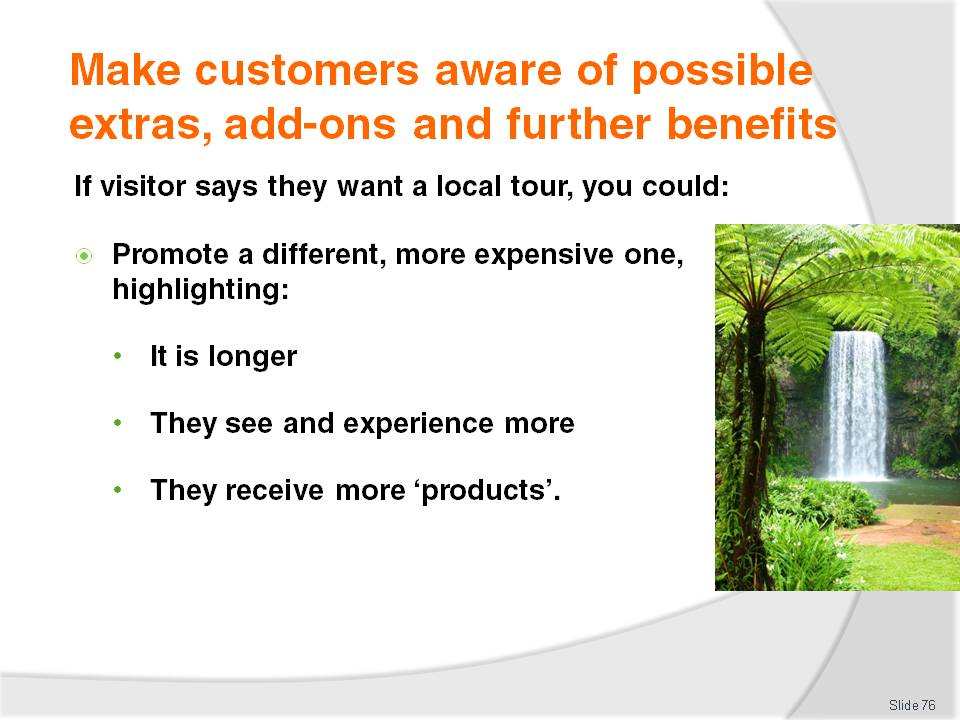 Make customers aware of possible
extras, add-ons and further benefits
If visitor says they want a local tour, you could:
Promote a different, more expensive one,
highlighting:
• It is longer
• They see and experience more
• They receive more ‘products’.
Slide 76